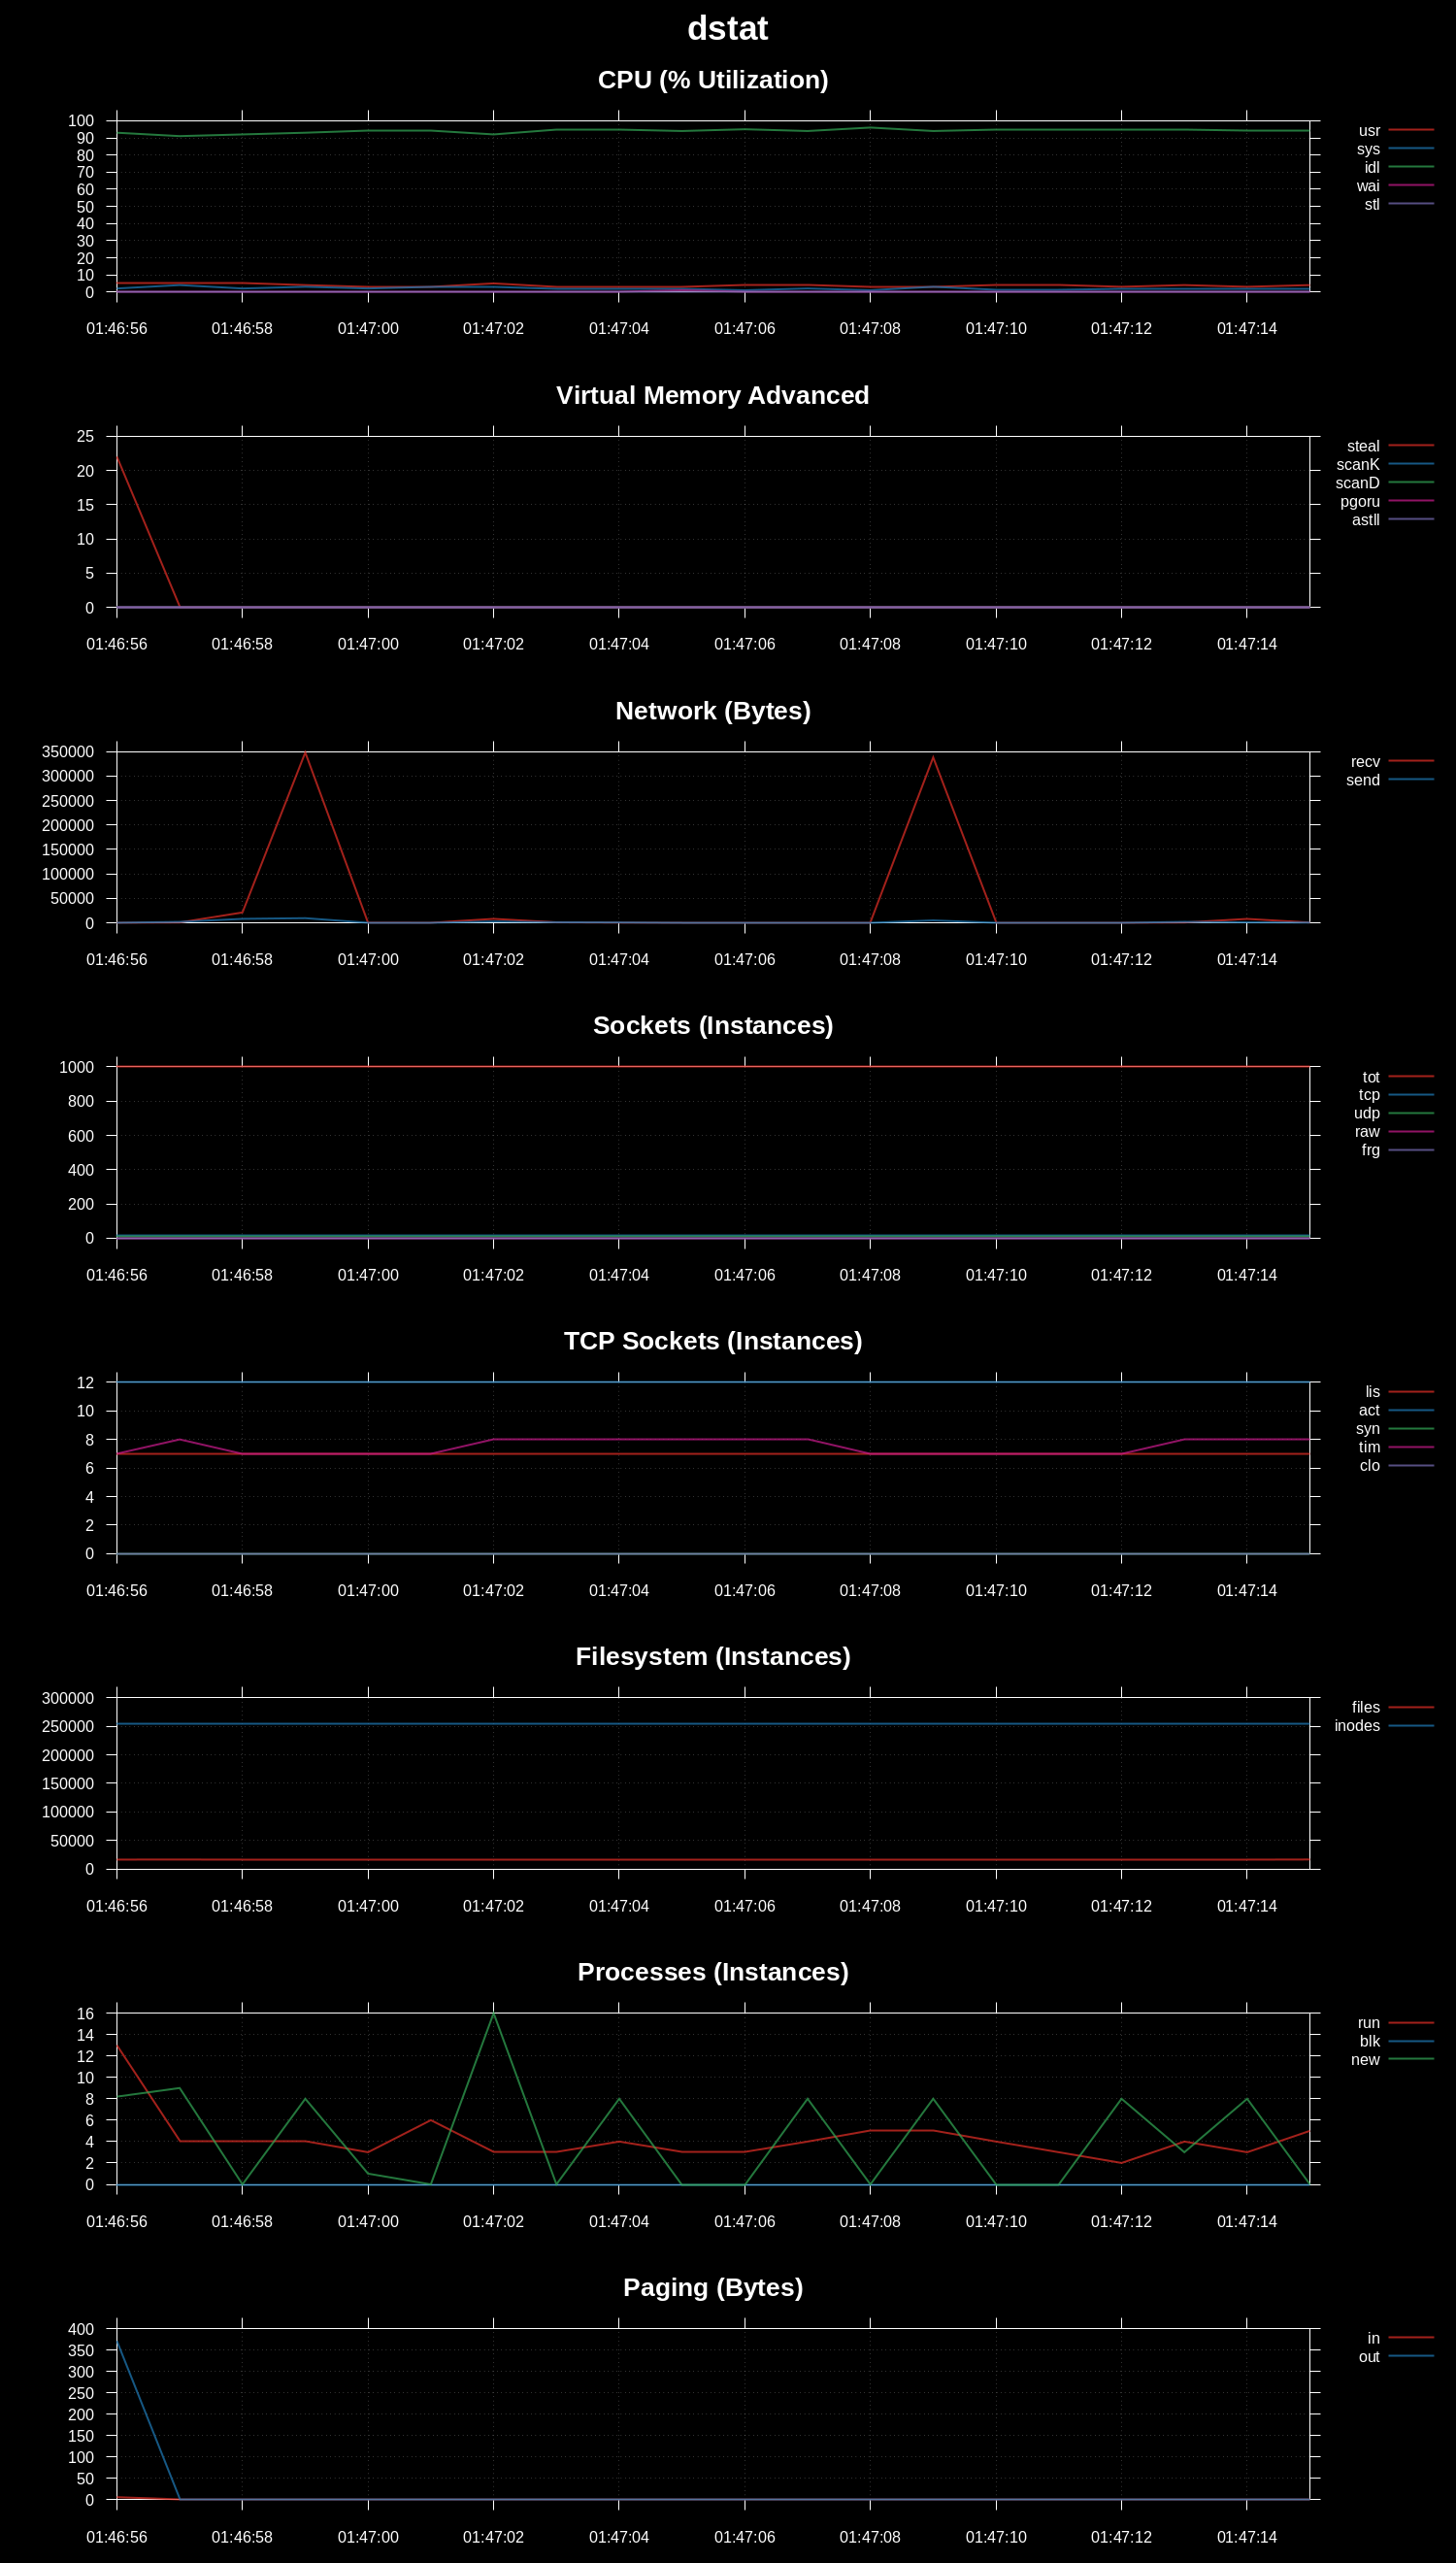 dstat
CPU (% Utilization)
100
90
80
70
60
50
40
30
20
10
0
usr
sys
idl
wai
stl
01:46:56 01:46:58 01:47:00 01:47:02 01:47:04 01:47:06 01:47:08 01:47:10 01:47:12 01:47:14
Virtual Memory Advanced
25
20
15
10
5
0
steal
scanK
scanD
pgoru
astll
01:46:56 01:46:58 01:47:00 01:47:02 01:47:04 01:47:06 01:47:08 01:47:10 01:47:12 01:47:14
Network (Bytes)
350000
300000
250000
200000
150000
100000
50000
0
recv
send
01:46:56 01:46:58 01:47:00 01:47:02 01:47:04 01:47:06 01:47:08 01:47:10 01:47:12 01:47:14
Sockets (Instances)
1000
800
600
400
200
0
tot
tcp
udp
raw
frg
01:46:56 01:46:58 01:47:00 01:47:02 01:47:04 01:47:06 01:47:08 01:47:10 01:47:12 01:47:14
TCP Sockets (Instances)
12
10
8
6
4
2
0
lis
act
syn
tim
clo
01:46:56 01:46:58 01:47:00 01:47:02 01:47:04 01:47:06 01:47:08 01:47:10 01:47:12 01:47:14
Filesystem (Instances)
300000
250000
200000
150000
100000
50000
0
files
inodes
01:46:56 01:46:58 01:47:00 01:47:02 01:47:04 01:47:06 01:47:08 01:47:10 01:47:12 01:47:14
Processes (Instances)
16
14
12
10
8
6
4
2
0
run
blk
new
01:46:56 01:46:58 01:47:00 01:47:02 01:47:04 01:47:06 01:47:08 01:47:10 01:47:12 01:47:14
Paging (Bytes)
400
350
300
250
200
150
100
50
0
in
out
01:46:56 01:46:58 01:47:00 01:47:02 01:47:04 01:47:06 01:47:08 01:47:10 01:47:12 01:47:14